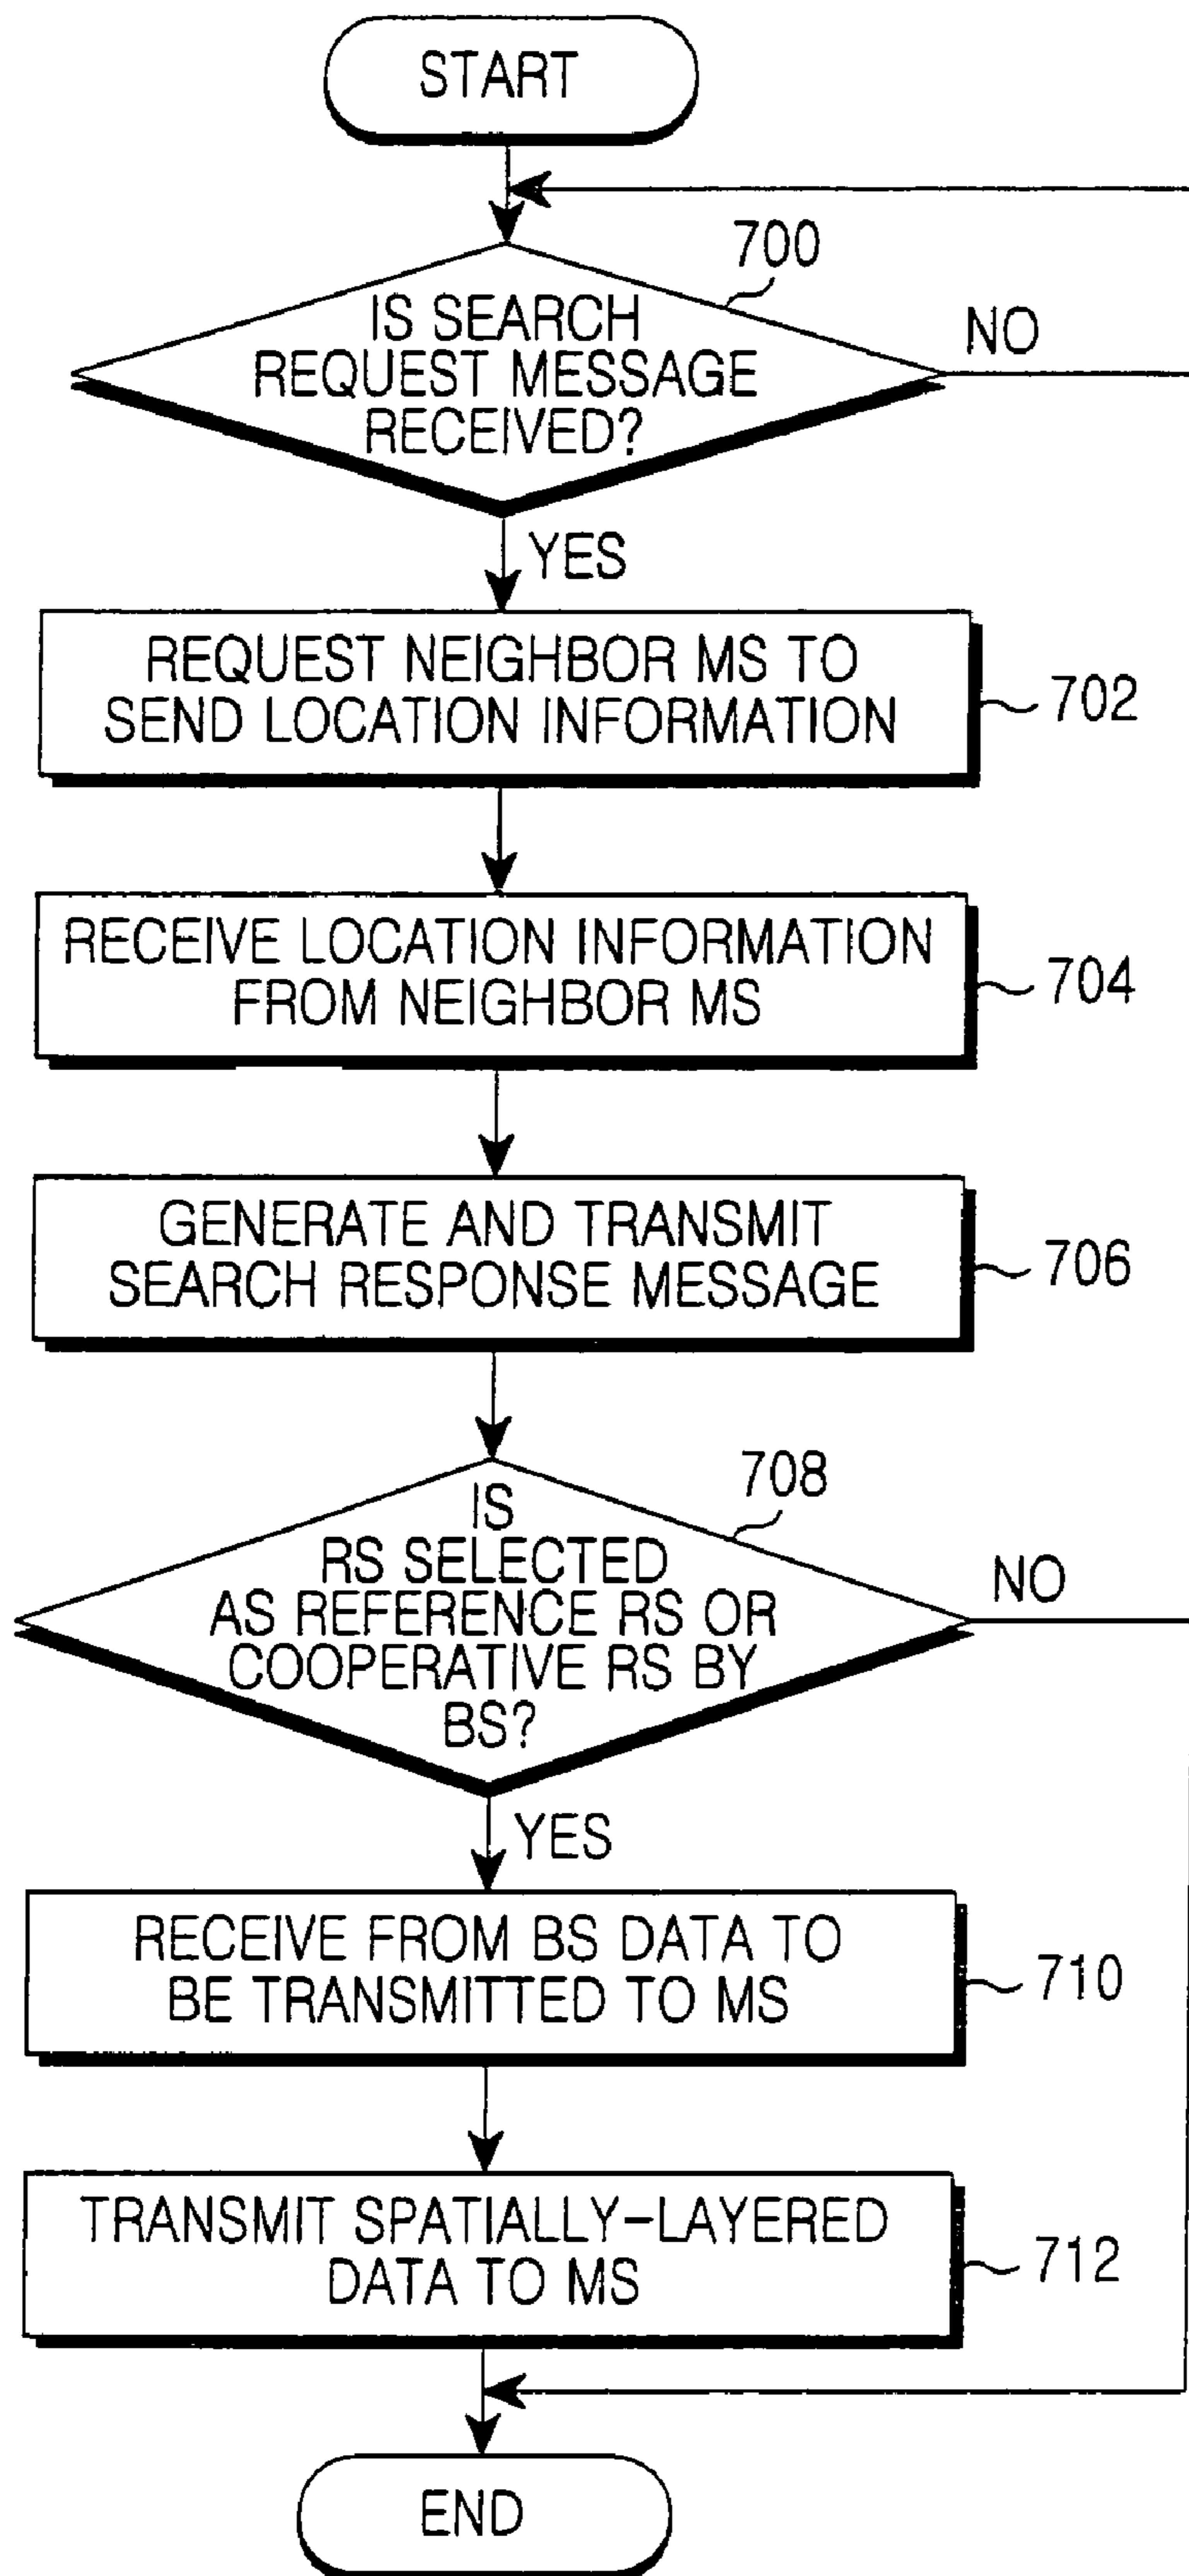 START
700
IS SEARCH
REQUEST MESSAGE
RECEIVED?
NO
YES
REQUEST NEIGHBOR MS TO
SEND LOCATION INFORMATION
702
RECEIVE LOCATION INFORMATION
FROM NEIGHBOR MS
704
GENERATE AND TRANSMIT
SEARCH RESPONSE MESSAGE
706
708
IS
RS SELECTED
AS REFERENCE RS OR
COOPERATIVE RS BY
BS?
NO
YES
RECEIVE FROM BS DATA TO
BE TRANSMITTED TO MS
710
TRANSMIT SPATIALLY-LAYERED
DATA TO MS
712
END